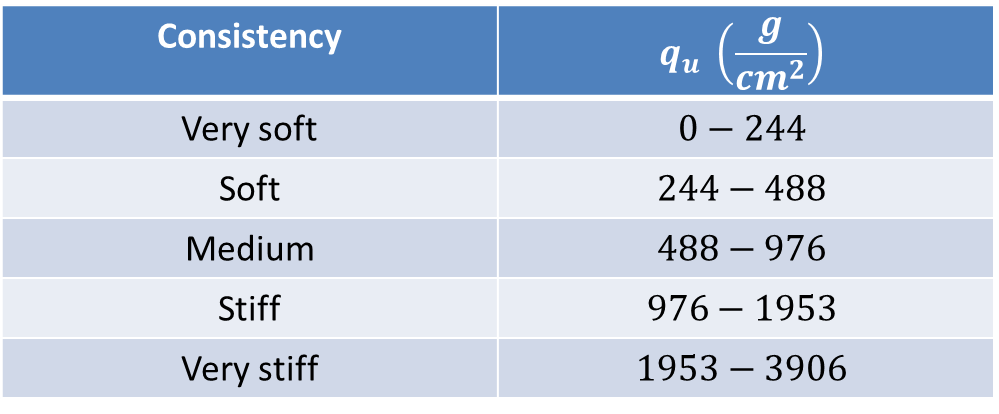 Consistency q_u (g/cm²)
Very soft 0 − 244
Soft 244 − 488
Medium 488 − 976
Stiff 976 − 1953
Very stiff 1953 − 3906